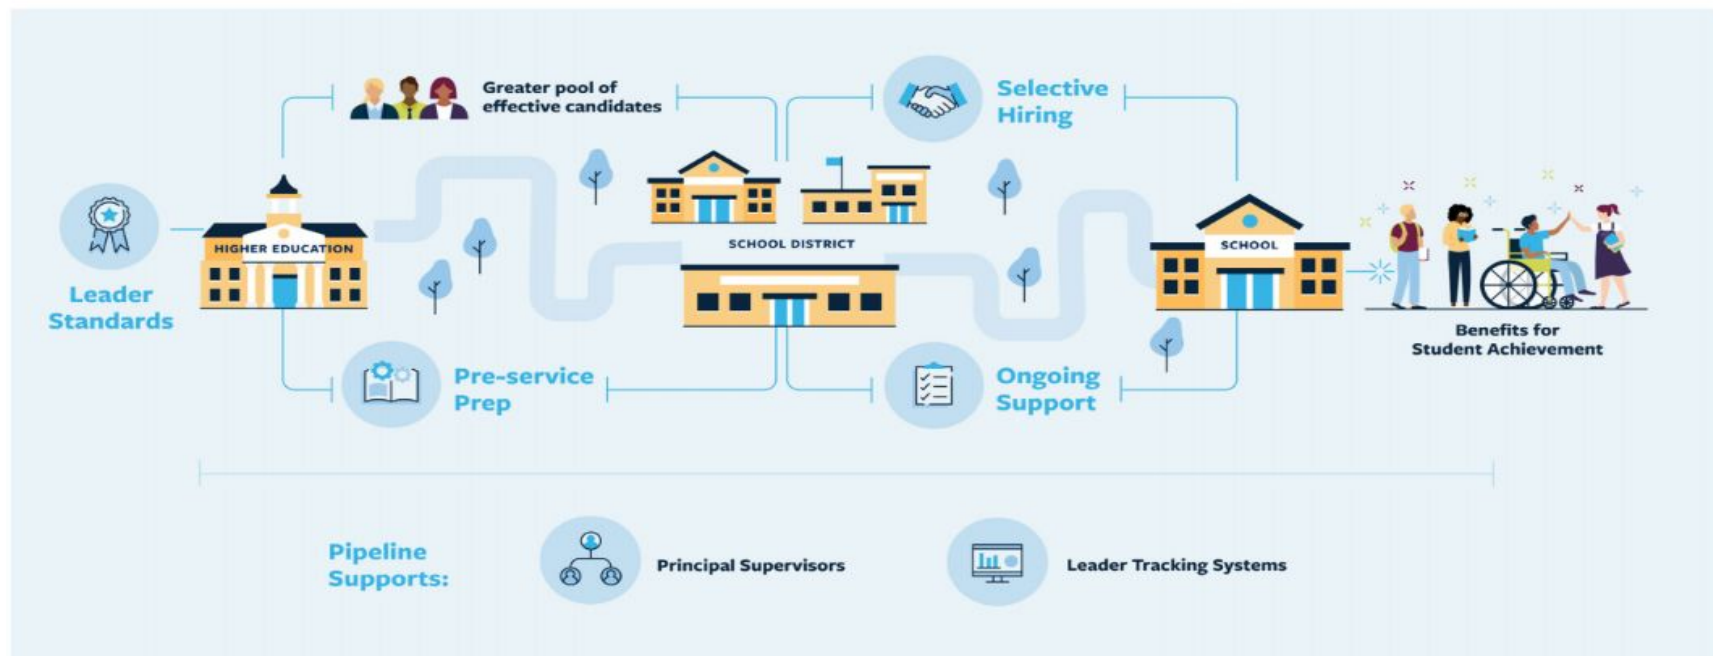 Greater pool of
effective candidates
Selective
Hiring
Leader
Standards
HIGHER EDUCATION
SCHOOL DISTRICT
SCHOOL
Benefits for
Student Achievement
Pre-service
Prep
Ongoing
Support
Pipeline
Supports:
Principal Supervisors
Leader Tracking Systems